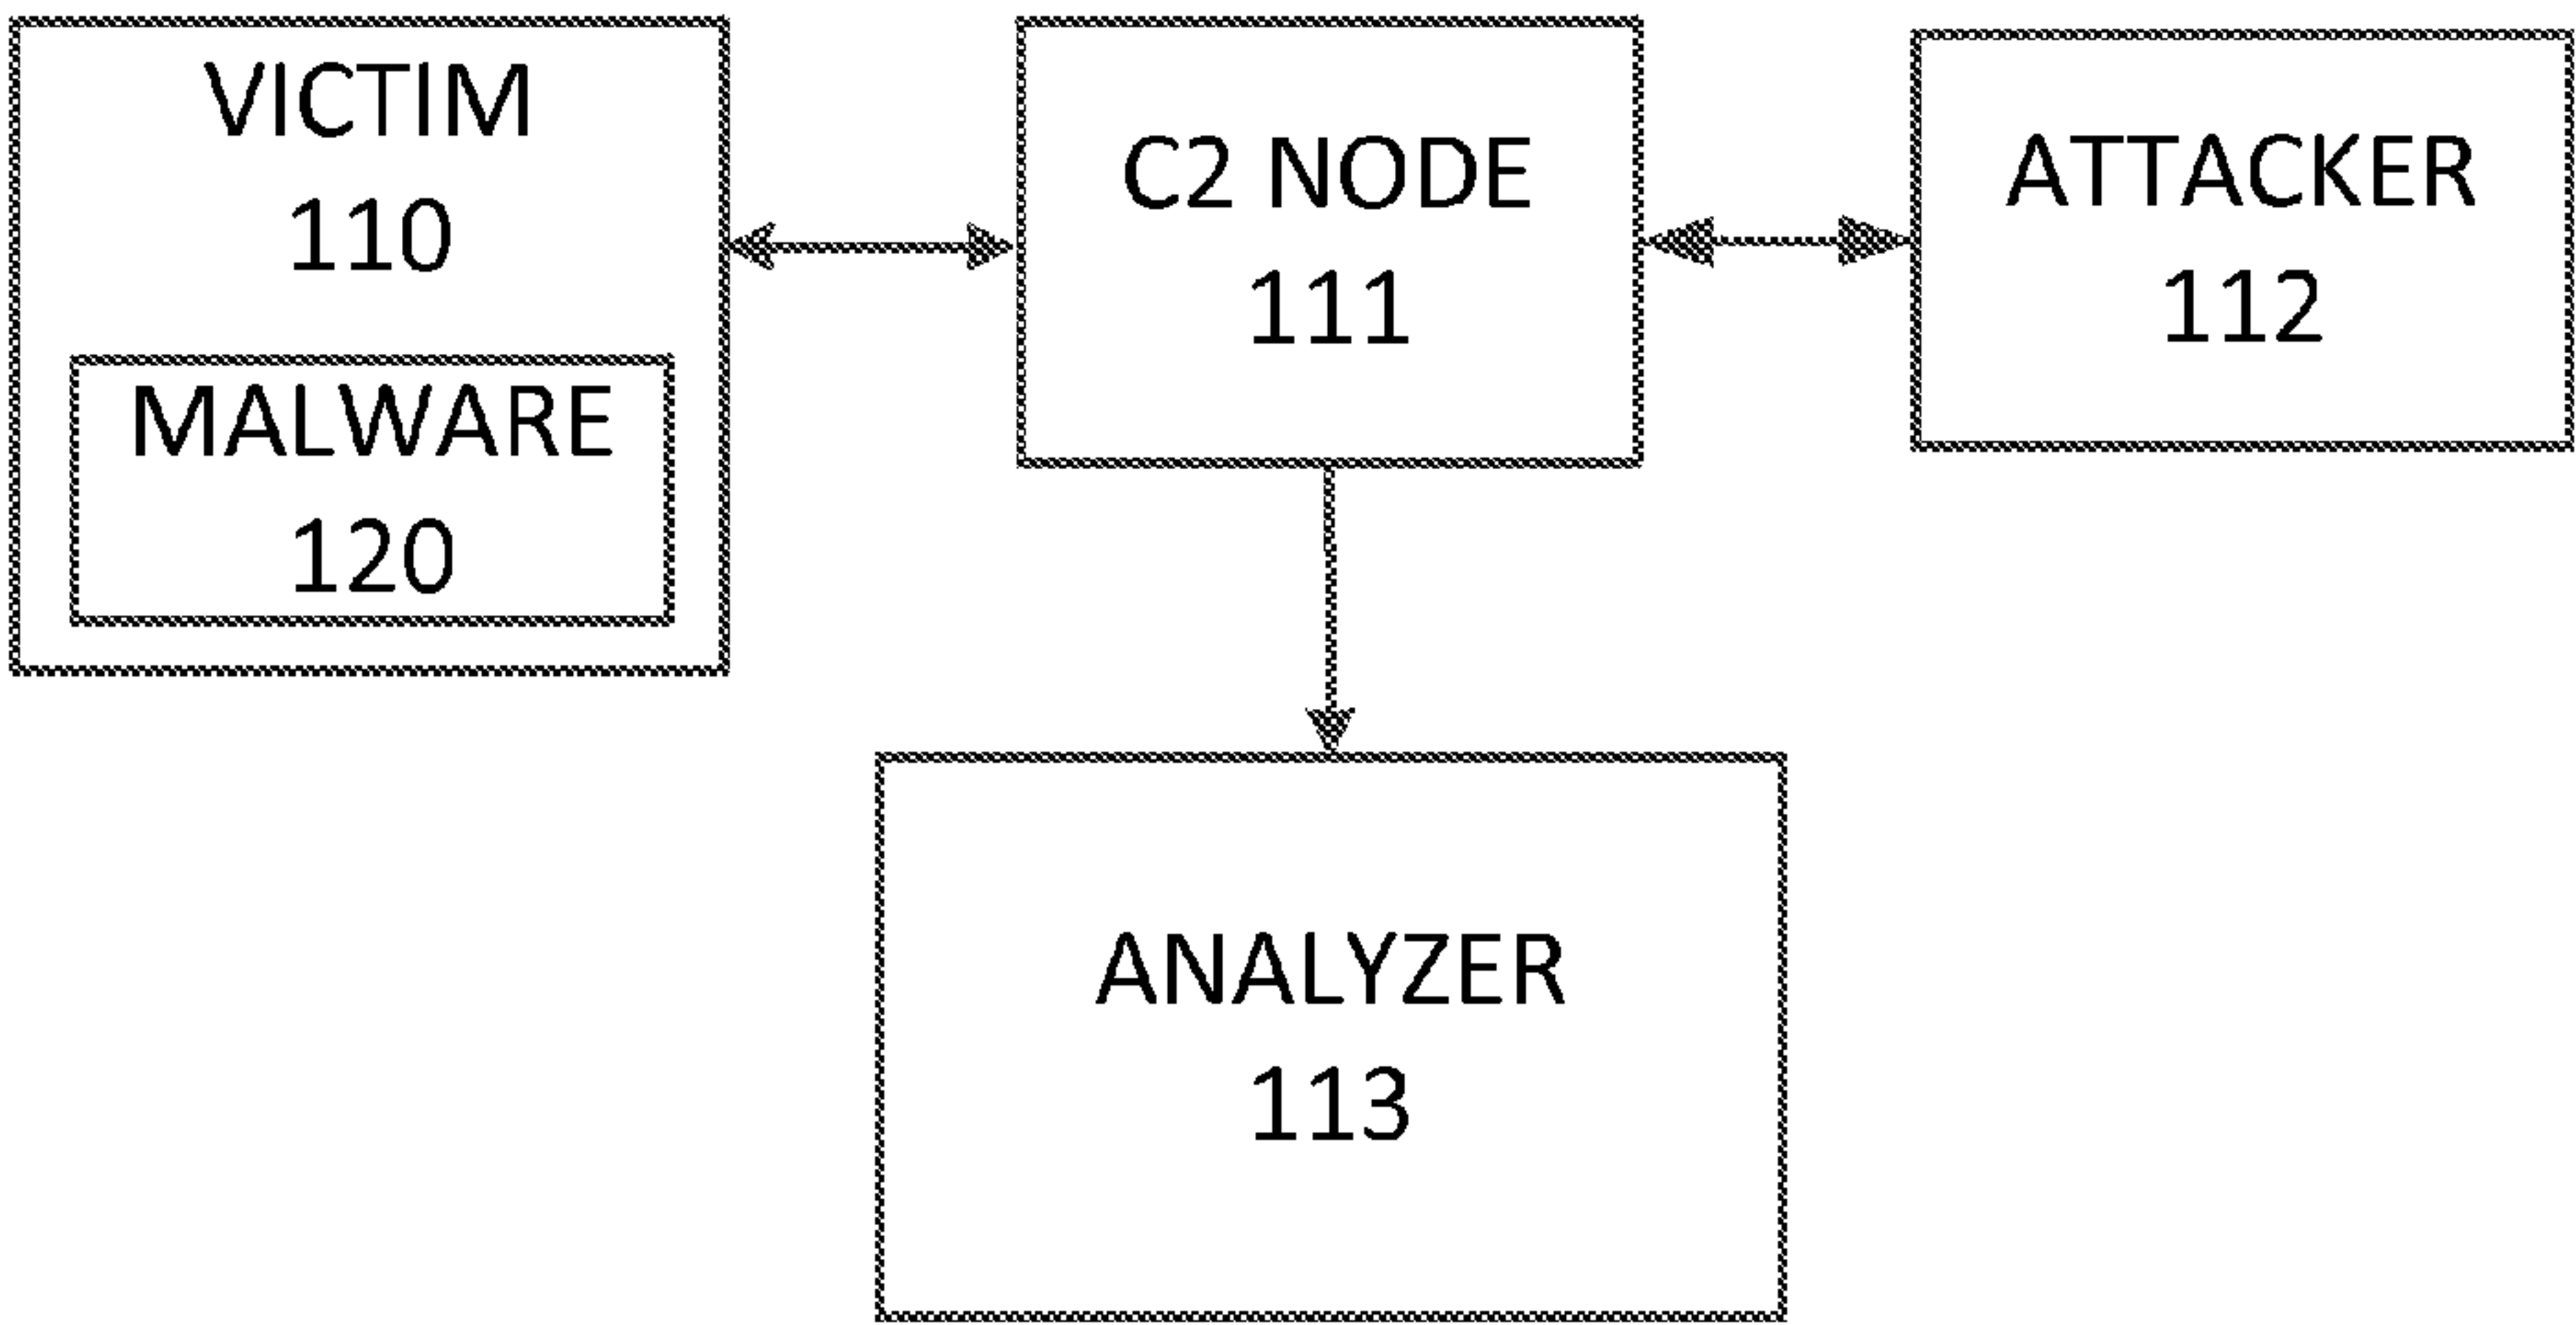 VICTIM
110
MALWARE
120
C2 NODE
111
ATTACKER
112
ANALYZER
113